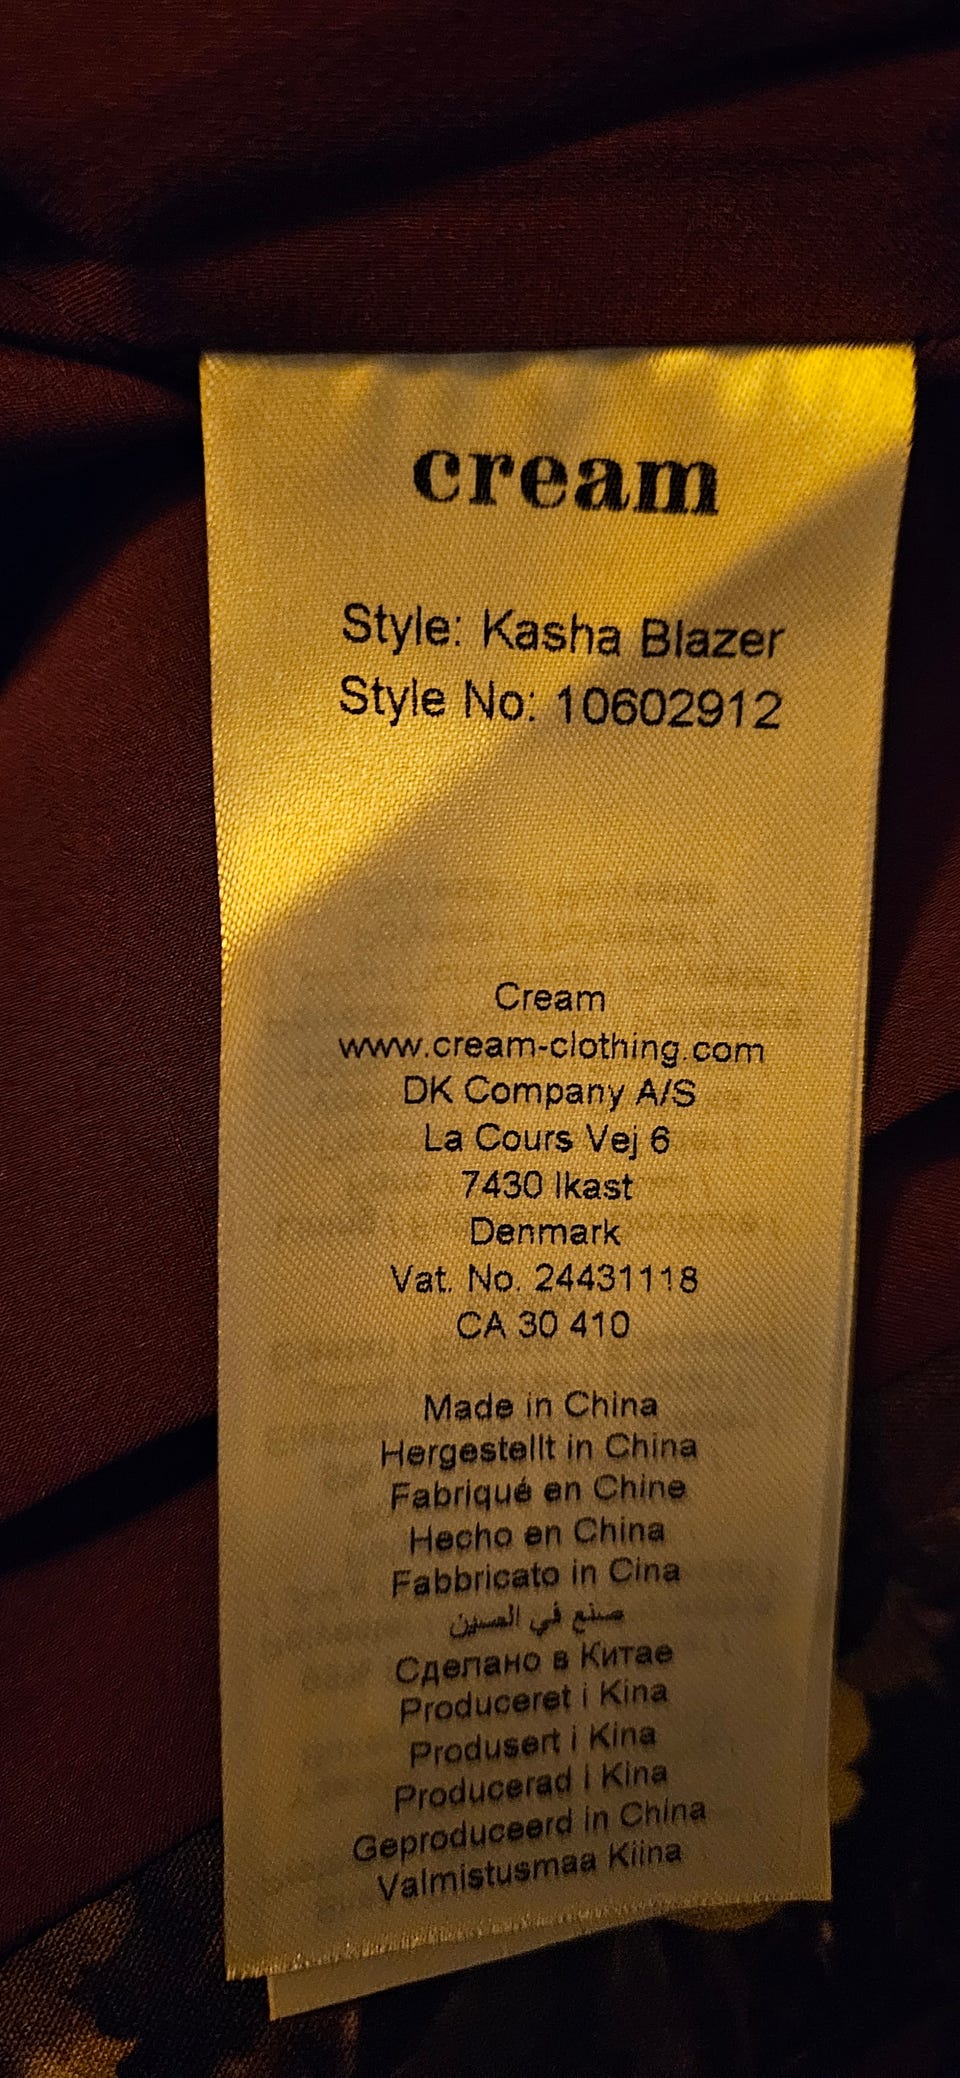 cream
Style: Kasha Blazer
Style No: 10602912
Cream
www.cream-clothing.com
DK Company A/S
La Cours Vej 6
7430 Ikast
Denmark
Vat. No. 24431118
CA 30 410
Made in China
Hergestellt in China
Fabriqué en Chine
Hecho en China
Fabbricato in Cina
صنع في الصين
Сделано в Китае
Produceret i Kina
Produsert i Kina
Producerad i Kina
Geproduceerd in China
Valmistusmaa Kiina